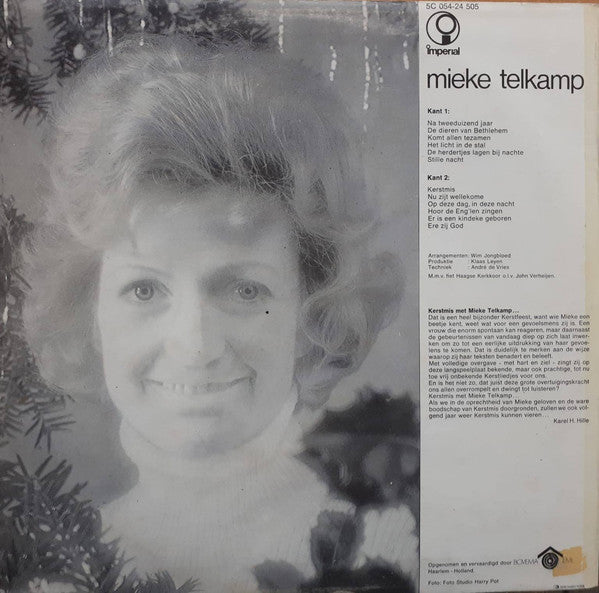 5C 054-24 505
Imperial
mieke telkamp
Kant 1:
Na tweeduizend jaar
De dieren van Bethlehem
Komt allen tezamen
Het licht in de stal
De herdertjes lagen bij nachte
Stille nacht
Kant 2:
Kerstmis
Nu zijt wellekome
Op deze dag, in deze nacht
Hoor de Eng'len zingen
Er is een kindeke geboren
Ere zij God
Arrangementen: Wim Jongbloed
Produktie : Klaas Leyen
Techniek : André de Vries
M.m.v. het Haagse Kerkkoor o.l.v. John Verheijen.
Kerstmis met Mieke Telkamp...
Dat is een heel bijzonder Kerstfeest, want wie Mieke een
beetje kent, weet wat voor een gevoelsmens zij is. Een
vrouw die enorm spontaan kan reageren, maar daarnaast
de gebeurtenissen van vandaag diep op zich laat inwer-
ken om zo tot een eerlijke uitdrukking van haar gevoe-
lens te komen. Dat is duidelijk te merken aan de wijze
waarop zij haar teksten benadert en beleeft.
Met volledige overgave - met hart en ziel - zingt zij op
deze langspeelplaat bekende, maar ook prachtige, tot nu
toe vrij onbekende Kerstliedjes voor ons.
En is het niet zo, dat juist deze grote overtuigingskracht
ons allen overrompelt en dwingt tot luisteren?
Kerstmis met Mieke Telkamp...
Als we in de oprechtheid van Mieke geloven en de ware
boodschap van Kerstmis doorgronden, zullen we ook vol-
gend jaar weer Kerstmis kunnen vieren...
Karel H. Hille
Opgenomen en vervaardigd door BOVEMA EMI
Haarlem - Holland.
Foto: Foto Studio Harry Pot